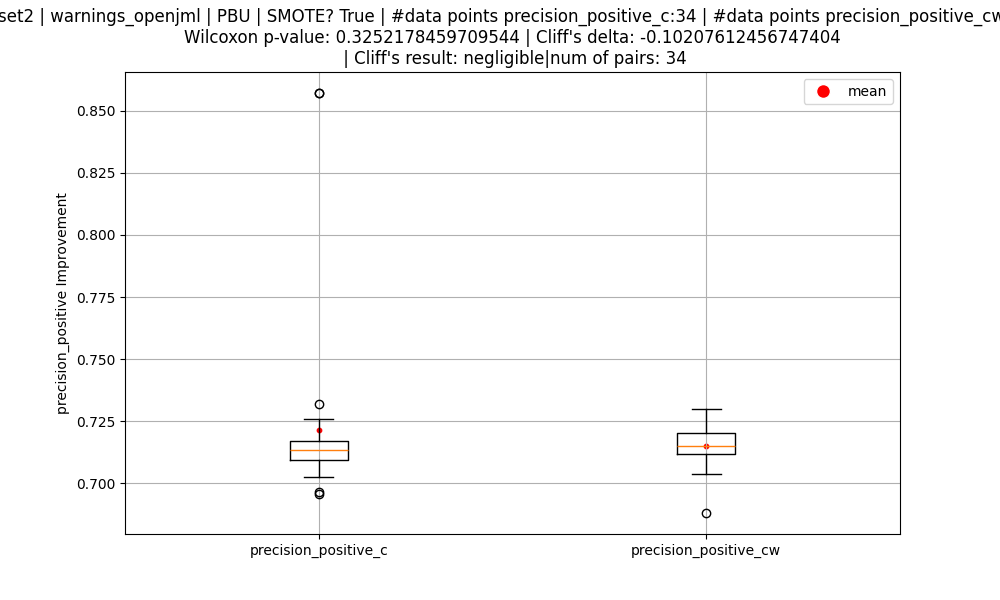 set2 | warnings_openjml | PBU | SMOTE? True | #data points precision_positive_c:34 | #data points precision_positive_cw
Wilcoxon p-value: 0.3252178459709544 | Cliff's delta: -0.10207612456747404
| Cliff's result: negligible|num of pairs: 34
mean
0.850
0.825
0.800
0.775
0.750
0.725
0.700
precision_positive Improvement
precision_positive_c
precision_positive_cw